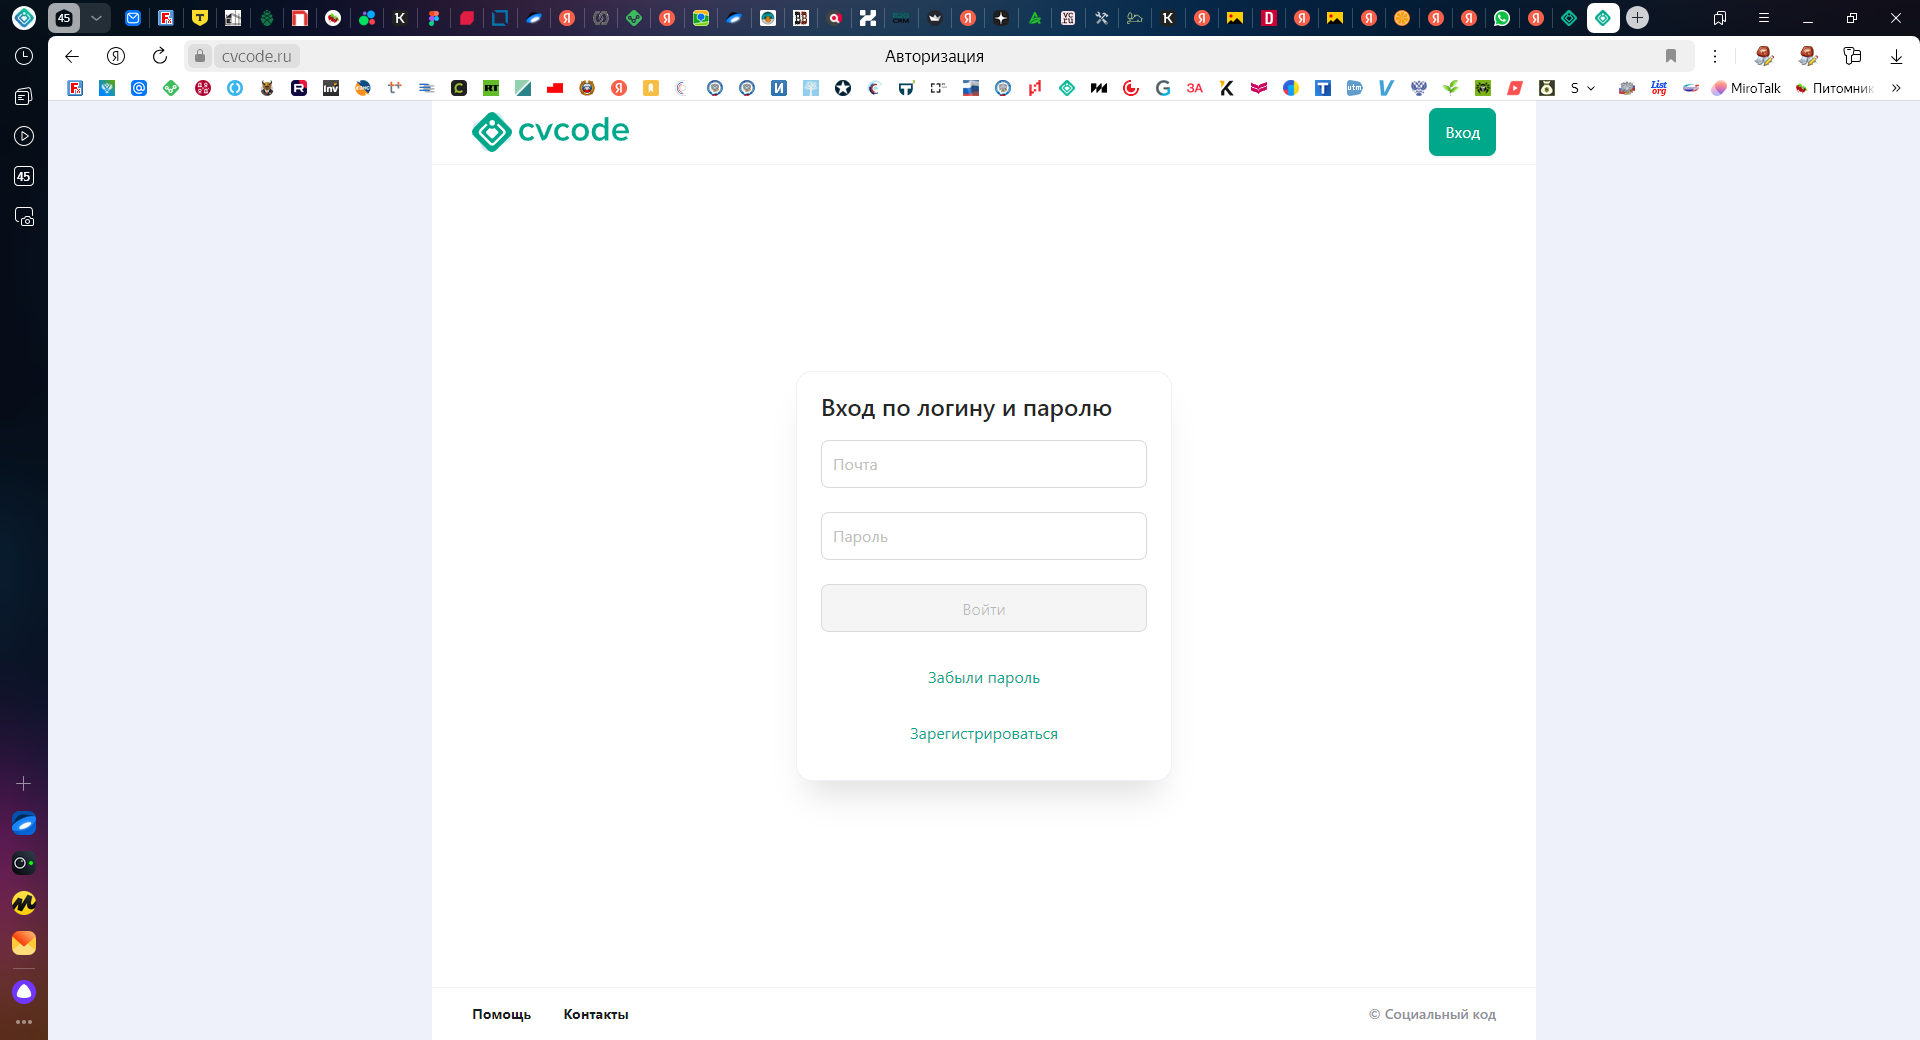 45
cvcode.ru
Авторизация
S
MiroTalk
Питомник
45
cvcode
Вход
Вход по логину и паролю
Почта
Пароль
Войти
Забыли пароль
Зарегистрироваться
Помощь
Контакты
© Социальный код